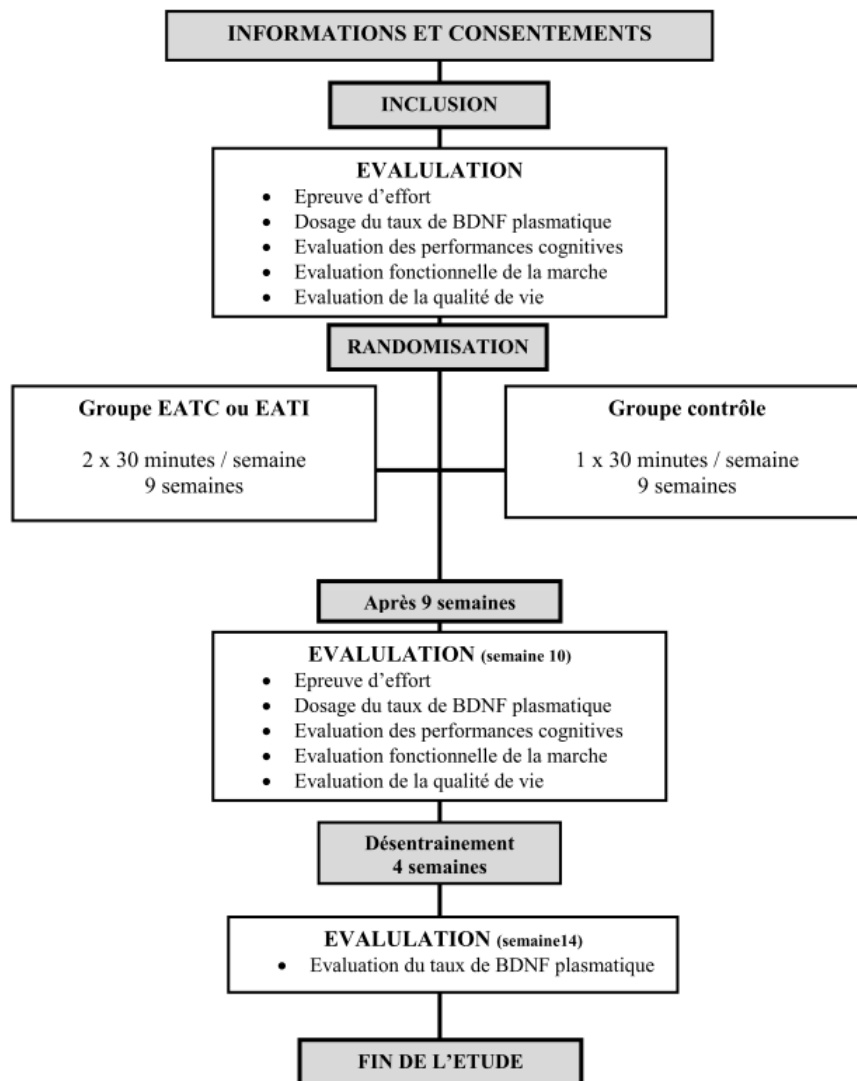 INFORMATIONS ET CONSENTEMENTS
INCLUSION
EVALULATION
• Epreuve d’effort
• Dosage du taux de BDNF plasmatique
• Evaluation des performances cognitives
• Evaluation fonctionnelle de la marche
• Evaluation de la qualité de vie
RANDOMISATION
Groupe EATC ou EATI
2 x 30 minutes / semaine
9 semaines
Groupe contrôle
1 x 30 minutes / semaine
9 semaines
Après 9 semaines
EVALULATION (semaine 10)
• Epreuve d’effort
• Dosage du taux de BDNF plasmatique
• Evaluation des performances cognitives
• Evaluation fonctionnelle de la marche
• Evaluation de la qualité de vie
Désentrainement
4 semaines
EVALULATION (semaine14)
• Evaluation du taux de BDNF plasmatique
FIN DE L’ETUDE